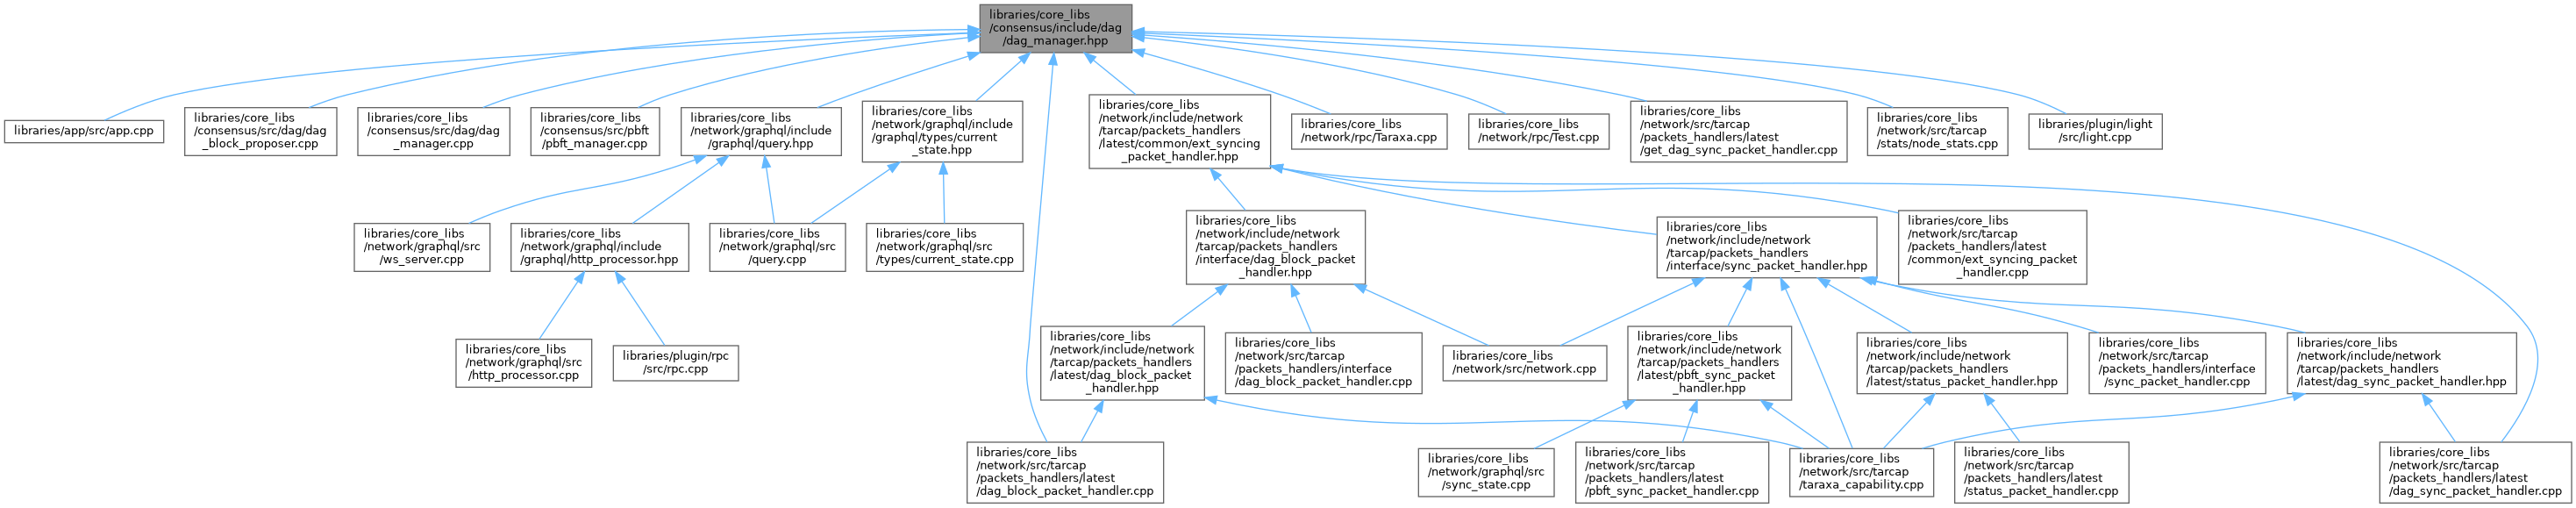 libraries/core_libs
/consensus/include/dag
/dag_manager.hpp
libraries/app/src/app.cpp
libraries/core_libs
/consensus/src/dag/dag
_block_proposer.cpp
libraries/core_libs
/consensus/src/dag/dag
_manager.cpp
libraries/core_libs
/consensus/src/pbft
/pbft_manager.cpp
libraries/core_libs
/network/graphql/include
/graphql/query.hpp
libraries/core_libs
/network/graphql/include
/graphql/types/current
_state.hpp
libraries/core_libs
/network/include/network
/tarcap/packets_handlers
/latest/common/ext_syncing
_packet_handler.hpp
libraries/core_libs
/network/rpc/Taraxa.cpp
libraries/core_libs
/network/rpc/Test.cpp
libraries/core_libs
/network/src/tarcap
/packets_handlers/latest
/get_dag_sync_packet_handler.cpp
libraries/core_libs
/network/src/tarcap
/stats/node_stats.cpp
libraries/plugin/light
/src/light.cpp
libraries/core_libs
/network/graphql/src
/ws_server.cpp
libraries/core_libs
/network/graphql/include
/graphql/http_processor.hpp
libraries/core_libs
/network/graphql/src
/query.cpp
libraries/core_libs
/network/graphql/src
/types/current_state.cpp
libraries/core_libs
/network/include/network
/tarcap/packets_handlers
/interface/dag_block_packet
_handler.hpp
libraries/core_libs
/network/include/network
/tarcap/packets_handlers
/interface/sync_packet_handler.hpp
libraries/core_libs
/network/src/tarcap
/packets_handlers/latest
/common/ext_syncing_packet
_handler.cpp
libraries/core_libs
/network/graphql/src
/http_processor.cpp
libraries/plugin/rpc
/src/rpc.cpp
libraries/core_libs
/network/include/network
/tarcap/packets_handlers
/latest/dag_block_packet
_handler.hpp
libraries/core_libs
/network/src/tarcap
/packets_handlers/interface
/dag_block_packet_handler.cpp
libraries/core_libs
/network/src/network.cpp
libraries/core_libs
/network/include/network
/tarcap/packets_handlers
/latest/pbft_sync_packet
_handler.hpp
libraries/core_libs
/network/include/network
/tarcap/packets_handlers
/latest/status_packet_handler.hpp
libraries/core_libs
/network/src/tarcap
/packets_handlers/interface
/sync_packet_handler.cpp
libraries/core_libs
/network/include/network
/tarcap/packets_handlers
/latest/dag_sync_packet_handler.hpp
libraries/core_libs
/network/src/tarcap
/packets_handlers/latest
/dag_block_packet_handler.cpp
libraries/core_libs
/network/graphql/src
/sync_state.cpp
libraries/core_libs
/network/src/tarcap
/packets_handlers/latest
/pbft_sync_packet_handler.cpp
libraries/core_libs
/network/src/tarcap
/taraxa_capability.cpp
libraries/core_libs
/network/src/tarcap
/packets_handlers/latest
/status_packet_handler.cpp
libraries/core_libs
/network/src/tarcap
/packets_handlers/latest
/dag_sync_packet_handler.cpp